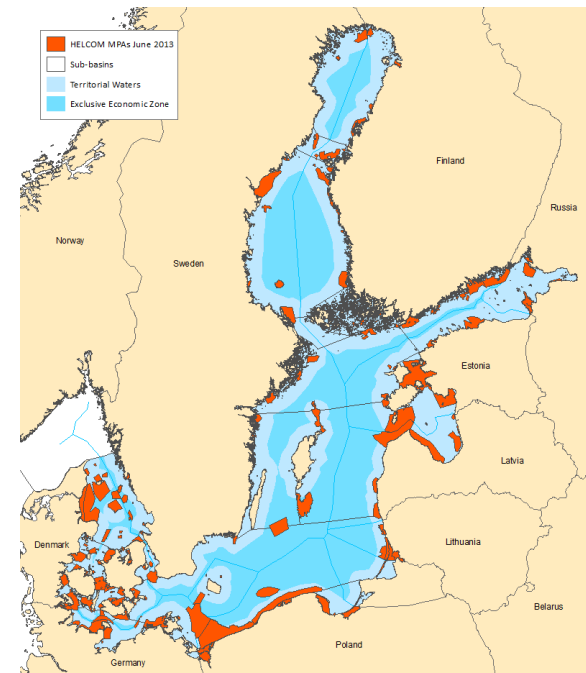 HELCOM MPAs June 2013
Sub-basins
Territorial Waters
Exclusive Economic Zone
Finland
Russia
Norway
Sweden
Estonia
Latvia
Denmark
Lithuania
Belarus
Poland
Germany